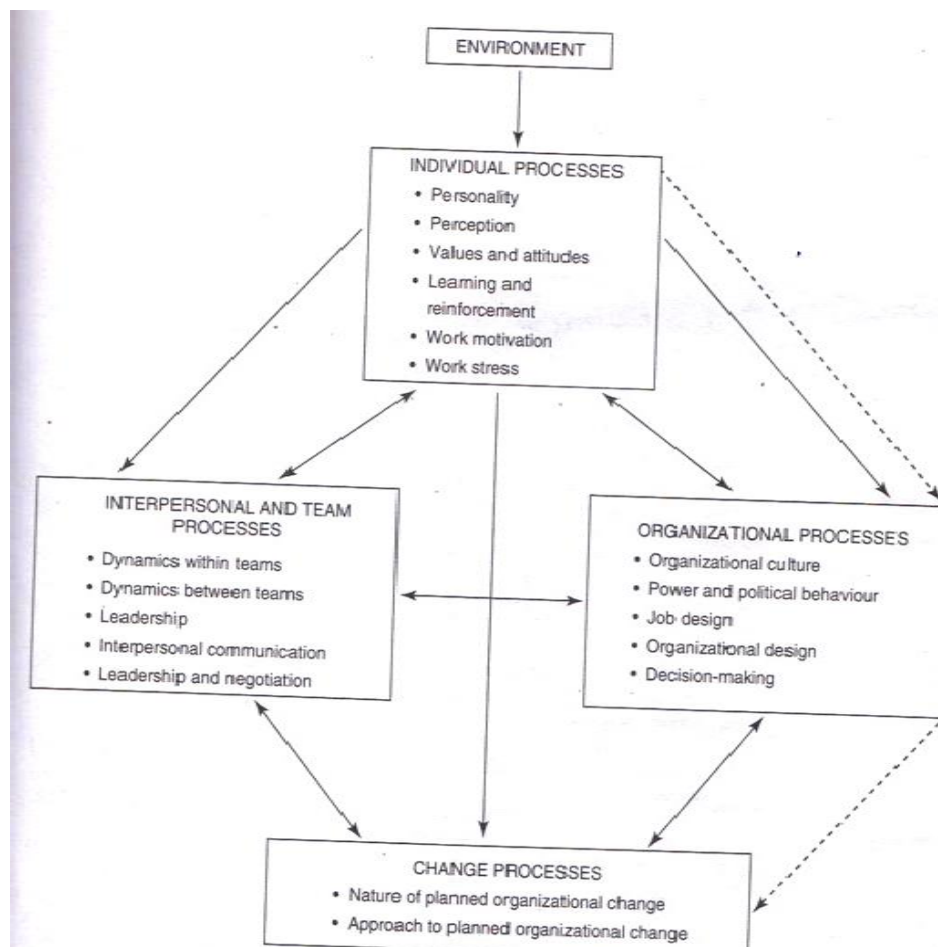 ENVIRONMENT
INDIVIDUAL PROCESSES
• Personality
• Perception
• Values and attitudes
• Learning and
reinforcement
• Work motivation
• Work stress
INTERPERSONAL AND TEAM
PROCESSES
• Dynamics within teams
• Dynamics between teams
• Leadership
• Interpersonal communication
• Leadership and negotiation
ORGANIZATIONAL PROCESSES
• Organizational culture
• Power and political behaviour
• Job design
• Organizational design
• Decision-making
CHANGE PROCESSES
• Nature of planned organizational change
• Approach to planned organizational change